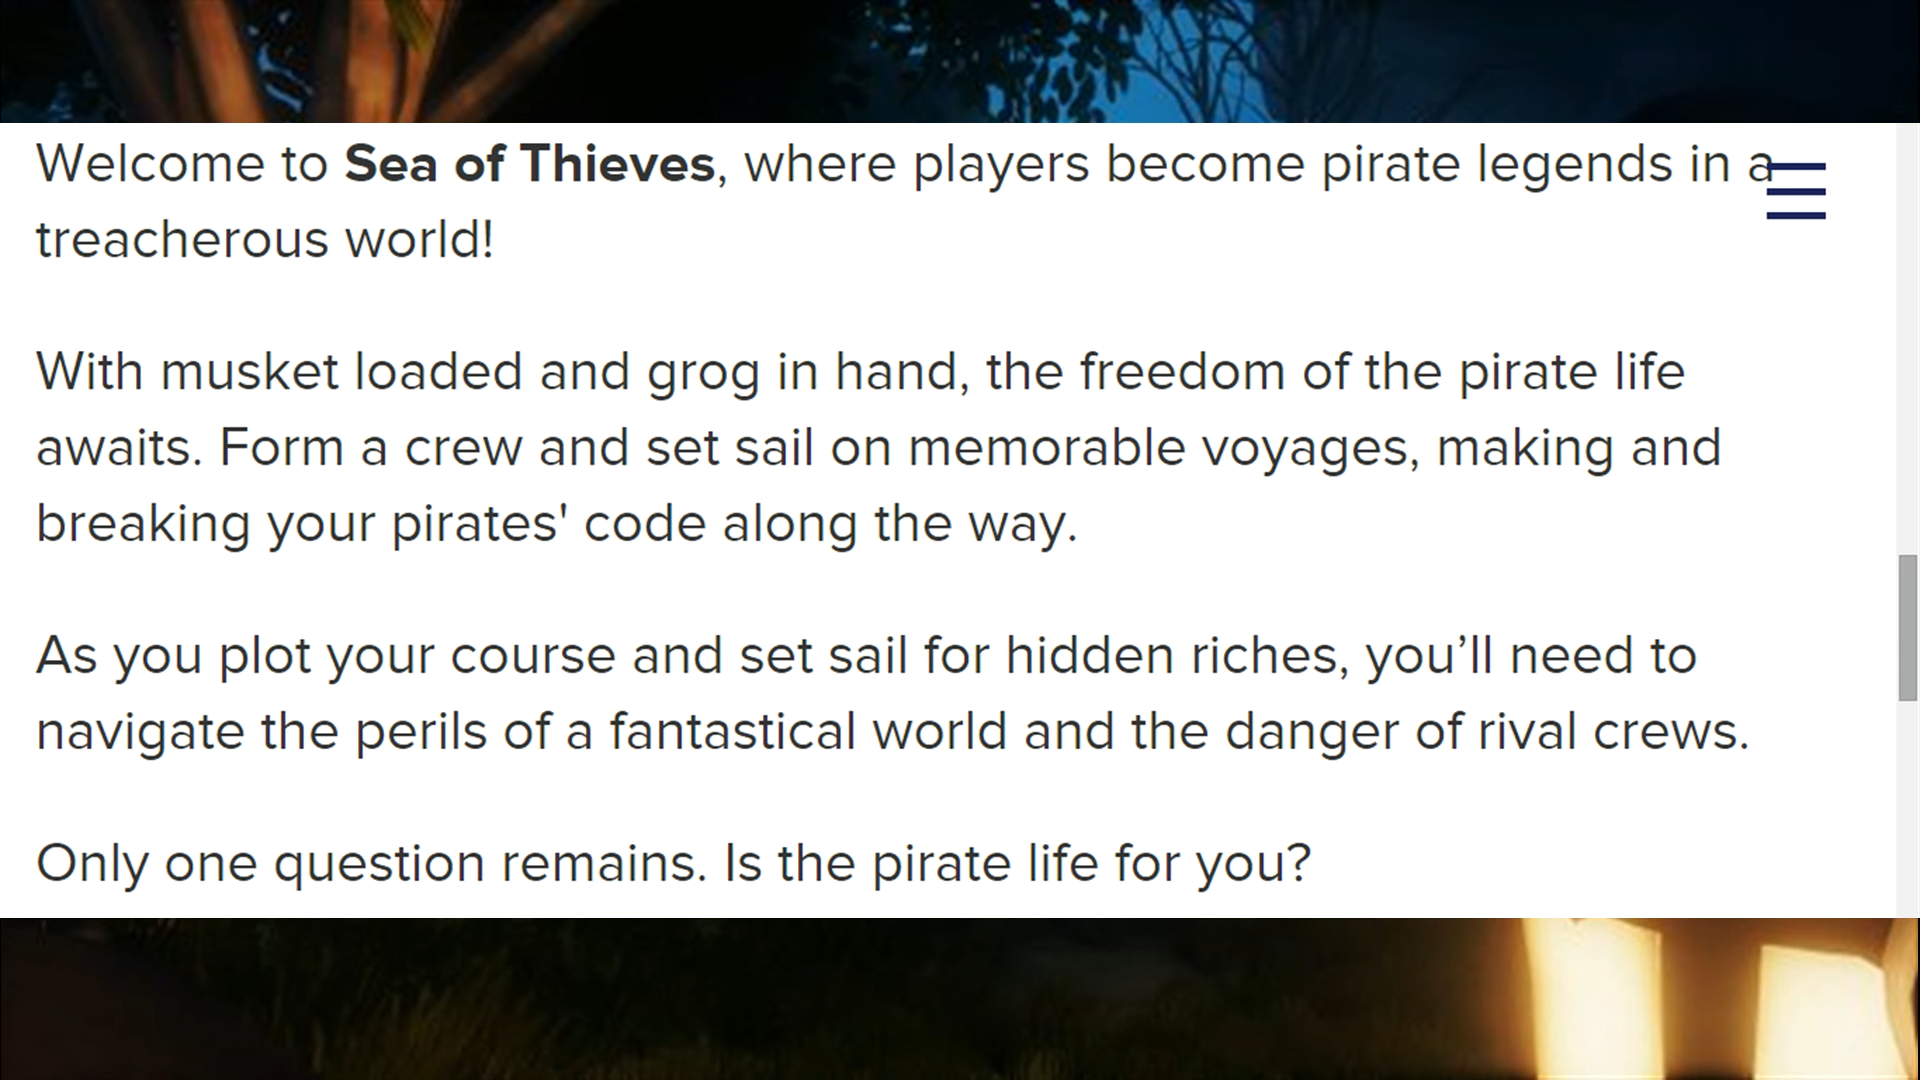 Welcome to Sea of Thieves, where players become pirate legends in a
treacherous world!
With musket loaded and grog in hand, the freedom of the pirate life
awaits. Form a crew and set sail on memorable voyages, making and
breaking your pirates' code along the way.
As you plot your course and set sail for hidden riches, you’ll need to
navigate the perils of a fantastical world and the danger of rival crews.
Only one question remains. Is the pirate life for you?